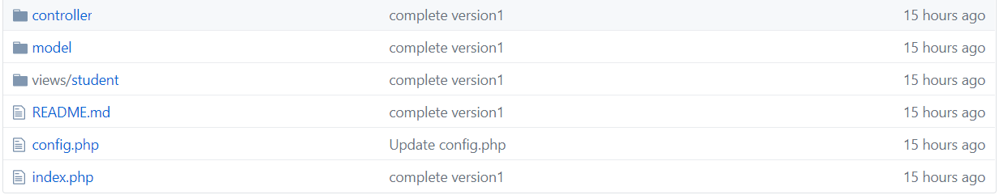 controller complete version1 15 hours ago
model complete version1 15 hours ago
views/student complete version1 15 hours ago
README.md complete version1 15 hours ago
config.php Update config.php 15 hours ago
index.php complete version1 15 hours ago